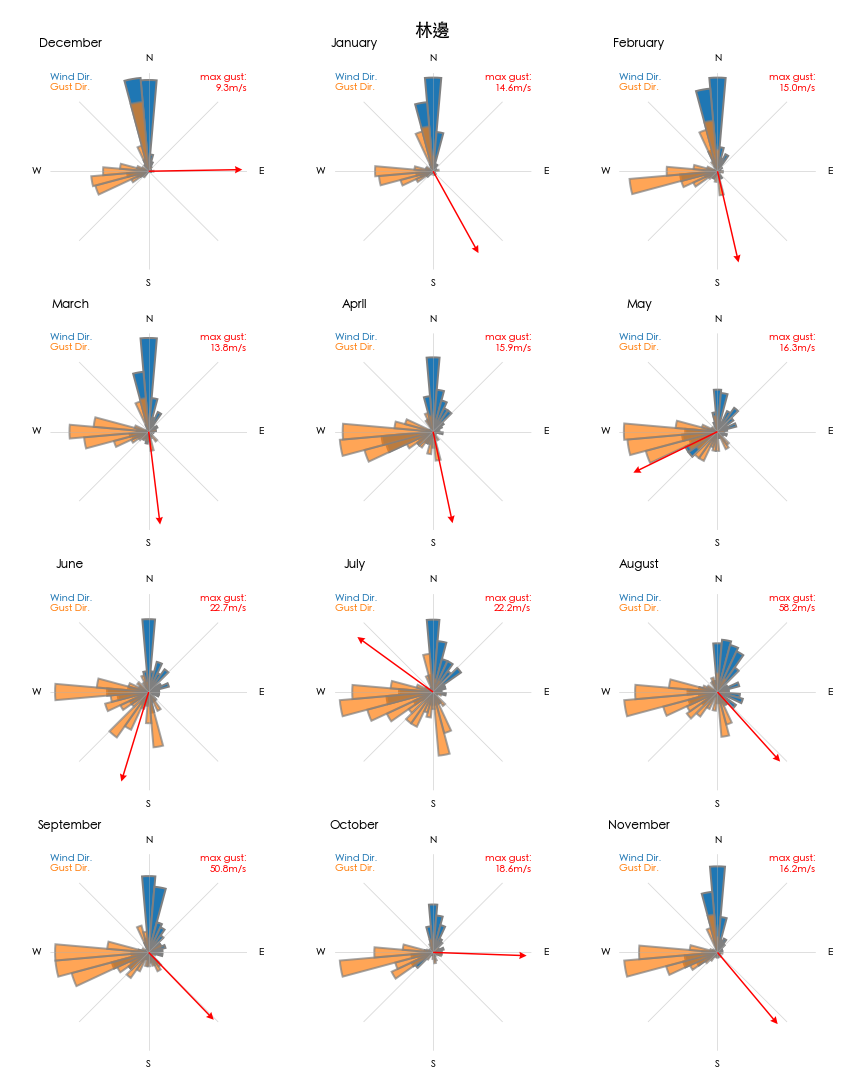 林邊
December
N
Wind Dir.
Gust Dir.
max gust:
9.3m/s
W
E
S
January
N
Wind Dir.
Gust Dir.
max gust:
14.6m/s
W
E
S
February
N
Wind Dir.
Gust Dir.
max gust:
15.0m/s
W
E
S
March
N
Wind Dir.
Gust Dir.
max gust:
13.8m/s
W
E
S
April
N
Wind Dir.
Gust Dir.
max gust:
15.9m/s
W
E
S
May
N
Wind Dir.
Gust Dir.
max gust:
16.3m/s
W
E
S
June
N
Wind Dir.
Gust Dir.
max gust:
22.7m/s
W
E
S
July
N
Wind Dir.
Gust Dir.
max gust:
22.2m/s
W
E
S
August
N
Wind Dir.
Gust Dir.
max gust:
58.2m/s
W
E
S
September
N
Wind Dir.
Gust Dir.
max gust:
50.8m/s
W
E
S
October
N
Wind Dir.
Gust Dir.
max gust:
18.6m/s
W
E
S
November
N
Wind Dir.
Gust Dir.
max gust:
16.2m/s
W
E
S